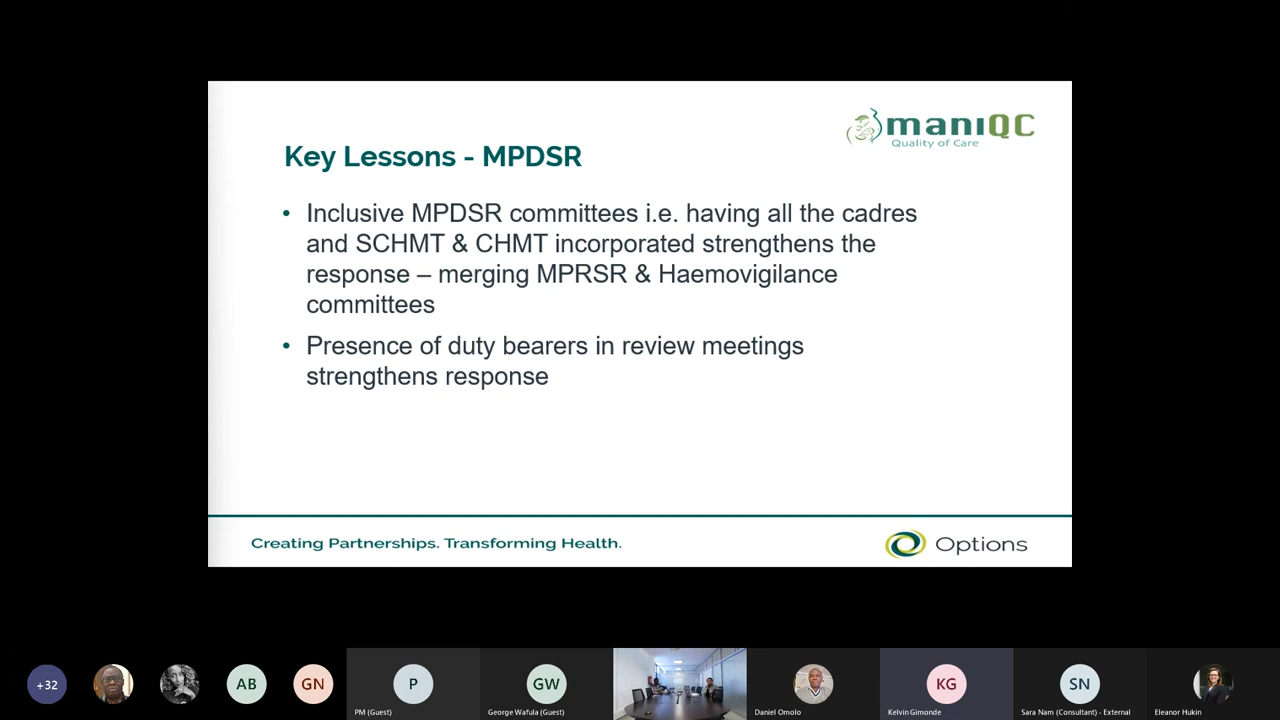 maniQC
Quality of Care
Key Lessons - MPDSR
• Inclusive MPDSR committees i.e. having all the cadres
and SCHMT & CHMT incorporated strengthens the
response – merging MPRSR & Haemovigilance
committees
• Presence of duty bearers in review meetings
strengthens response
Creating Partnerships. Transforming Health.
Options
+32
AB
GN
P
GW
KG
SN
PM (Guest)
George Wafula (Guest)
Daniel Omolo
Kelvin Gimonde
Sara Nam (Consultant) - External
Eleanor Hukin